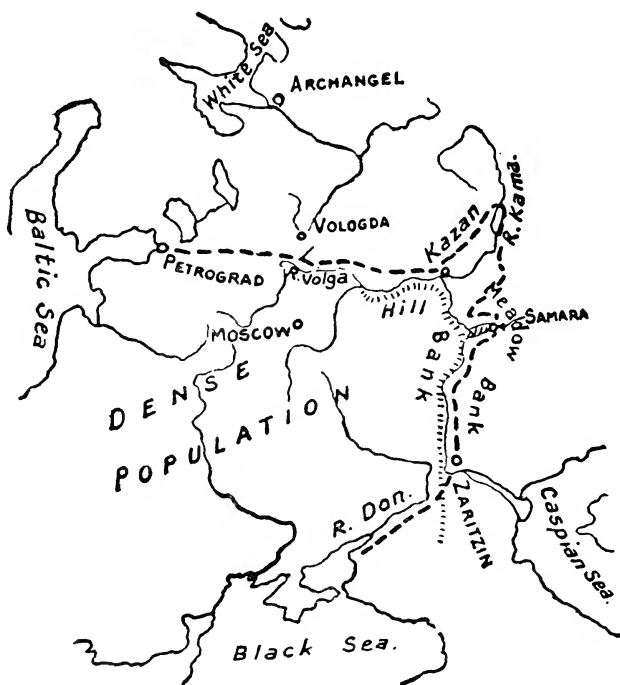 White Sea
ARCHANGEL
Baltic Sea
VOLOGDA
Kazan
R. Kama.
PETROGRAD
R. Volga
Hill
Bank
Meadow
Bank
SAMARA
MOSCOW
DENSE
POPULATION
R. Don.
ZARITZIN
Caspian Sea.
Black Sea.